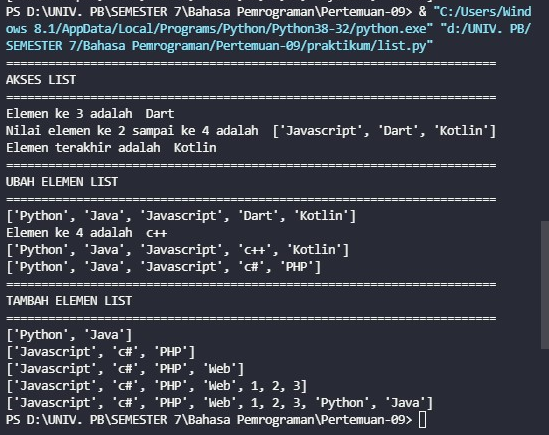 PS D:\UNIV. PB\SEMESTER 7\Bahasa Pemrograman\Pertemuan-09> & "C:/Users/Wind
ows 8.1/AppData/Local/Programs/Python/Python38-32/python.exe" "d:/UNIV. PB/
SEMESTER 7/Bahasa Pemrograman/Pertemuan-09/praktikum/list.py"
======================================================================
AKSES LIST
======================================================================
Elemen ke 3 adalah  Dart
Nilai elemen ke 2 sampai ke 4 adalah  ['Javascript', 'Dart', 'Kotlin']
Elemen terakhir adalah  Kotlin
======================================================================
UBAH ELEMEN LIST
======================================================================
['Python', 'Java', 'Javascript', 'Dart', 'Kotlin']
Elemen ke 4 adalah  c++
['Python', 'Java', 'Javascript', 'c++', 'Kotlin']
['Python', 'Java', 'Javascript', 'c#', 'PHP']
======================================================================
TAMBAH ELEMEN LIST
======================================================================
['Python', 'Java']
['Javascript', 'c#', 'PHP']
['Javascript', 'c#', 'PHP', 'Web']
['Javascript', 'c#', 'PHP', 'Web', 1, 2, 3]
['Javascript', 'c#', 'PHP', 'Web', 1, 2, 3, 'Python', 'Java']
PS D:\UNIV. PB\SEMESTER 7\Bahasa Pemrograman\Pertemuan-09>